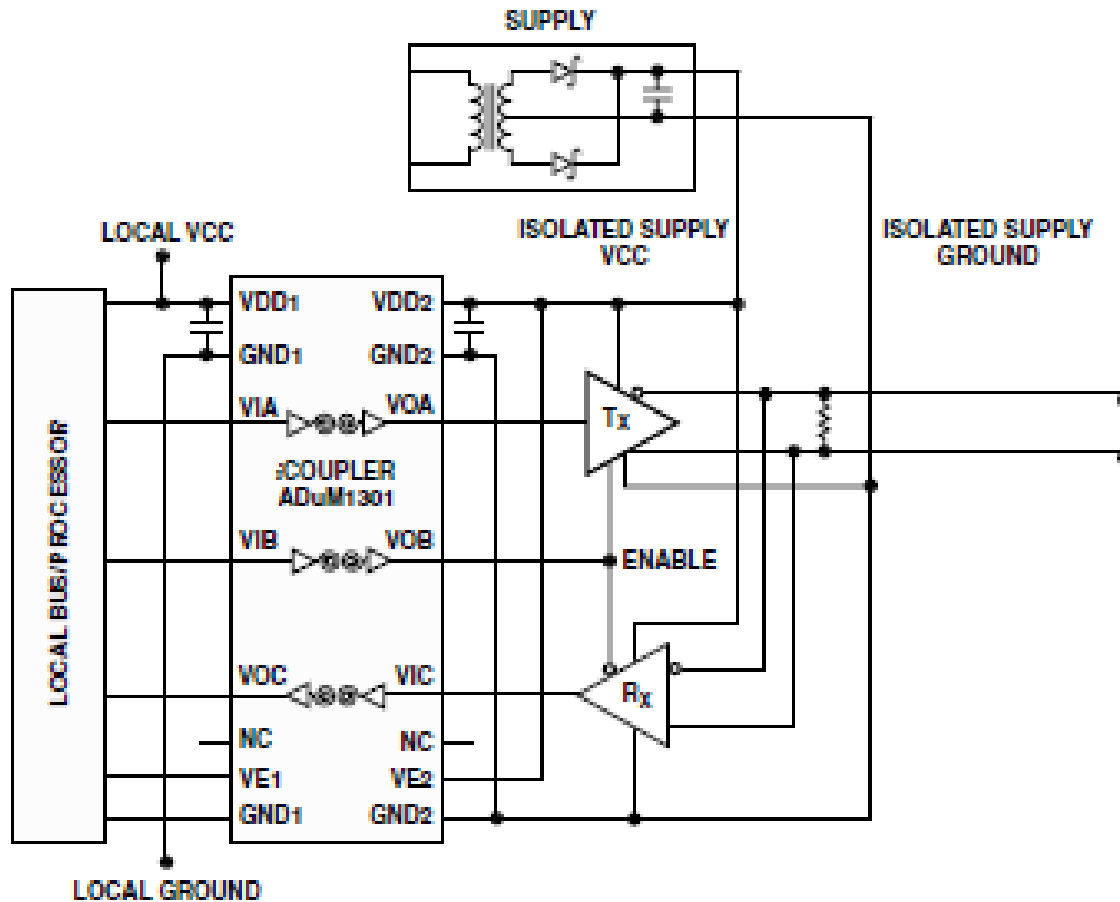 SUPPLY
LOCAL VCC
ISOLATED SUPPLY
VCC
ISOLATED SUPPLY
GROUND
VDD1
VDD2
GND1
GND2
VIA
VOA
TX
iCOUPLER
ADuM1301
VIB
VOB
ENABLE
LOCAL BUS/PROCESSOR
VOC
VIC
RX
NC
NC
VE1
VE2
GND1
GND2
LOCAL GROUND